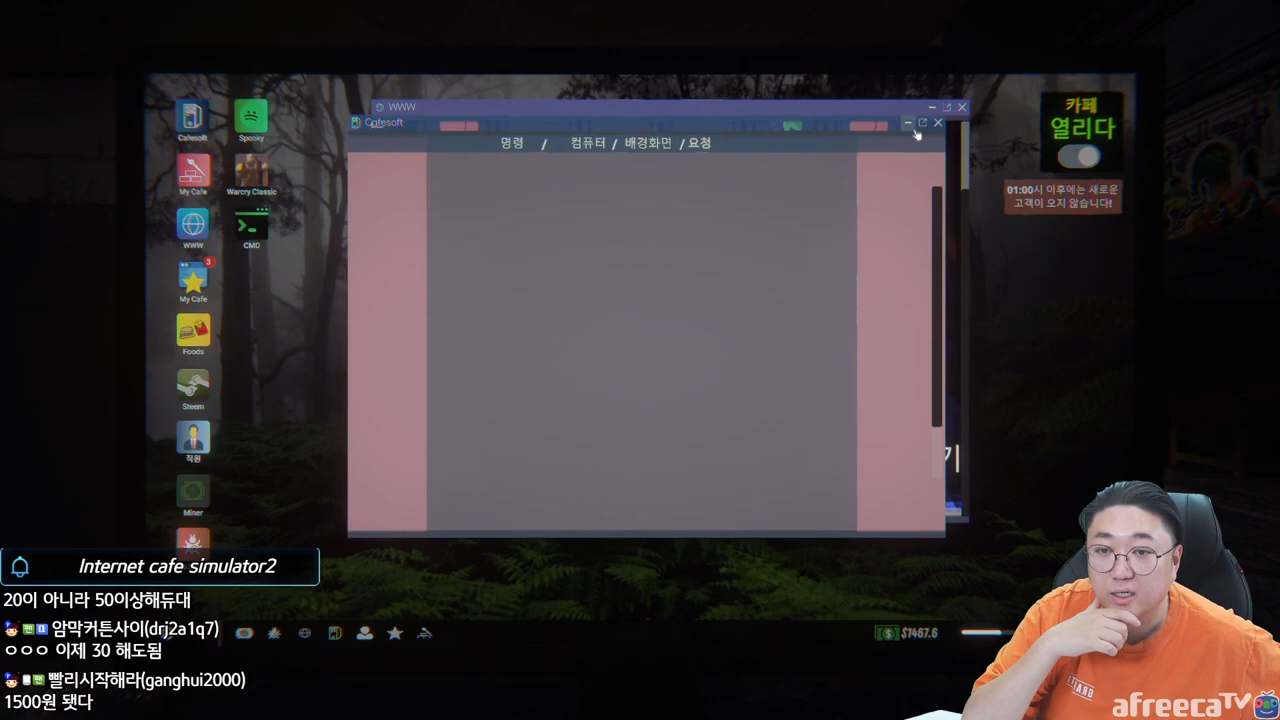 WWW
Cafesoft
명령 / 컴퓨터 / 배경화면 / 요청
Cafesoft
Spooky
My Cafe
Warcry Classic
WWW
CMD
3
My Cafe
Foods
Steem
직원
Miner
카페
열리다
01:00시 이후에는 새로운
고객이 오지 않습니다!
기
Internet cafe simulator2
20이 아니라 50이상해듀대
암막커튼사이(drj2a1q7)
ㅇㅇㅇ 이제 30 해도됨
빨리시작해라(ganghui2000)
1500원 됏다
$1467.6
afreecaTV